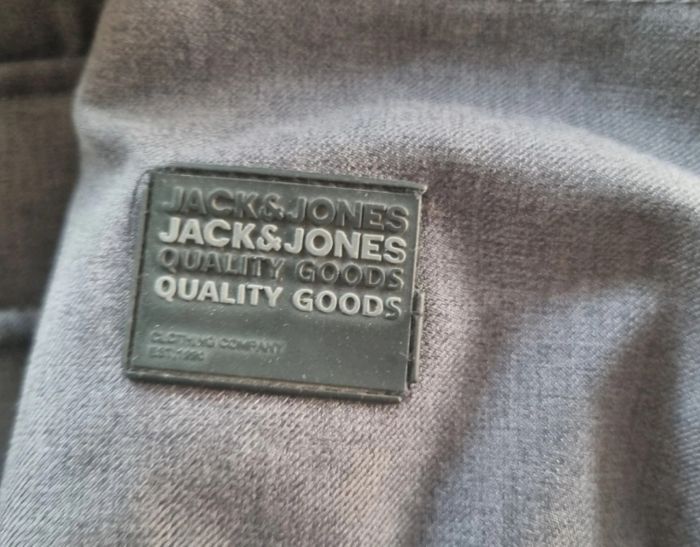 JACK&JONES
JACK&JONES
QUALITY GOODS
QUALITY GOODS
CLOTHING COMPANY
EST. 1990